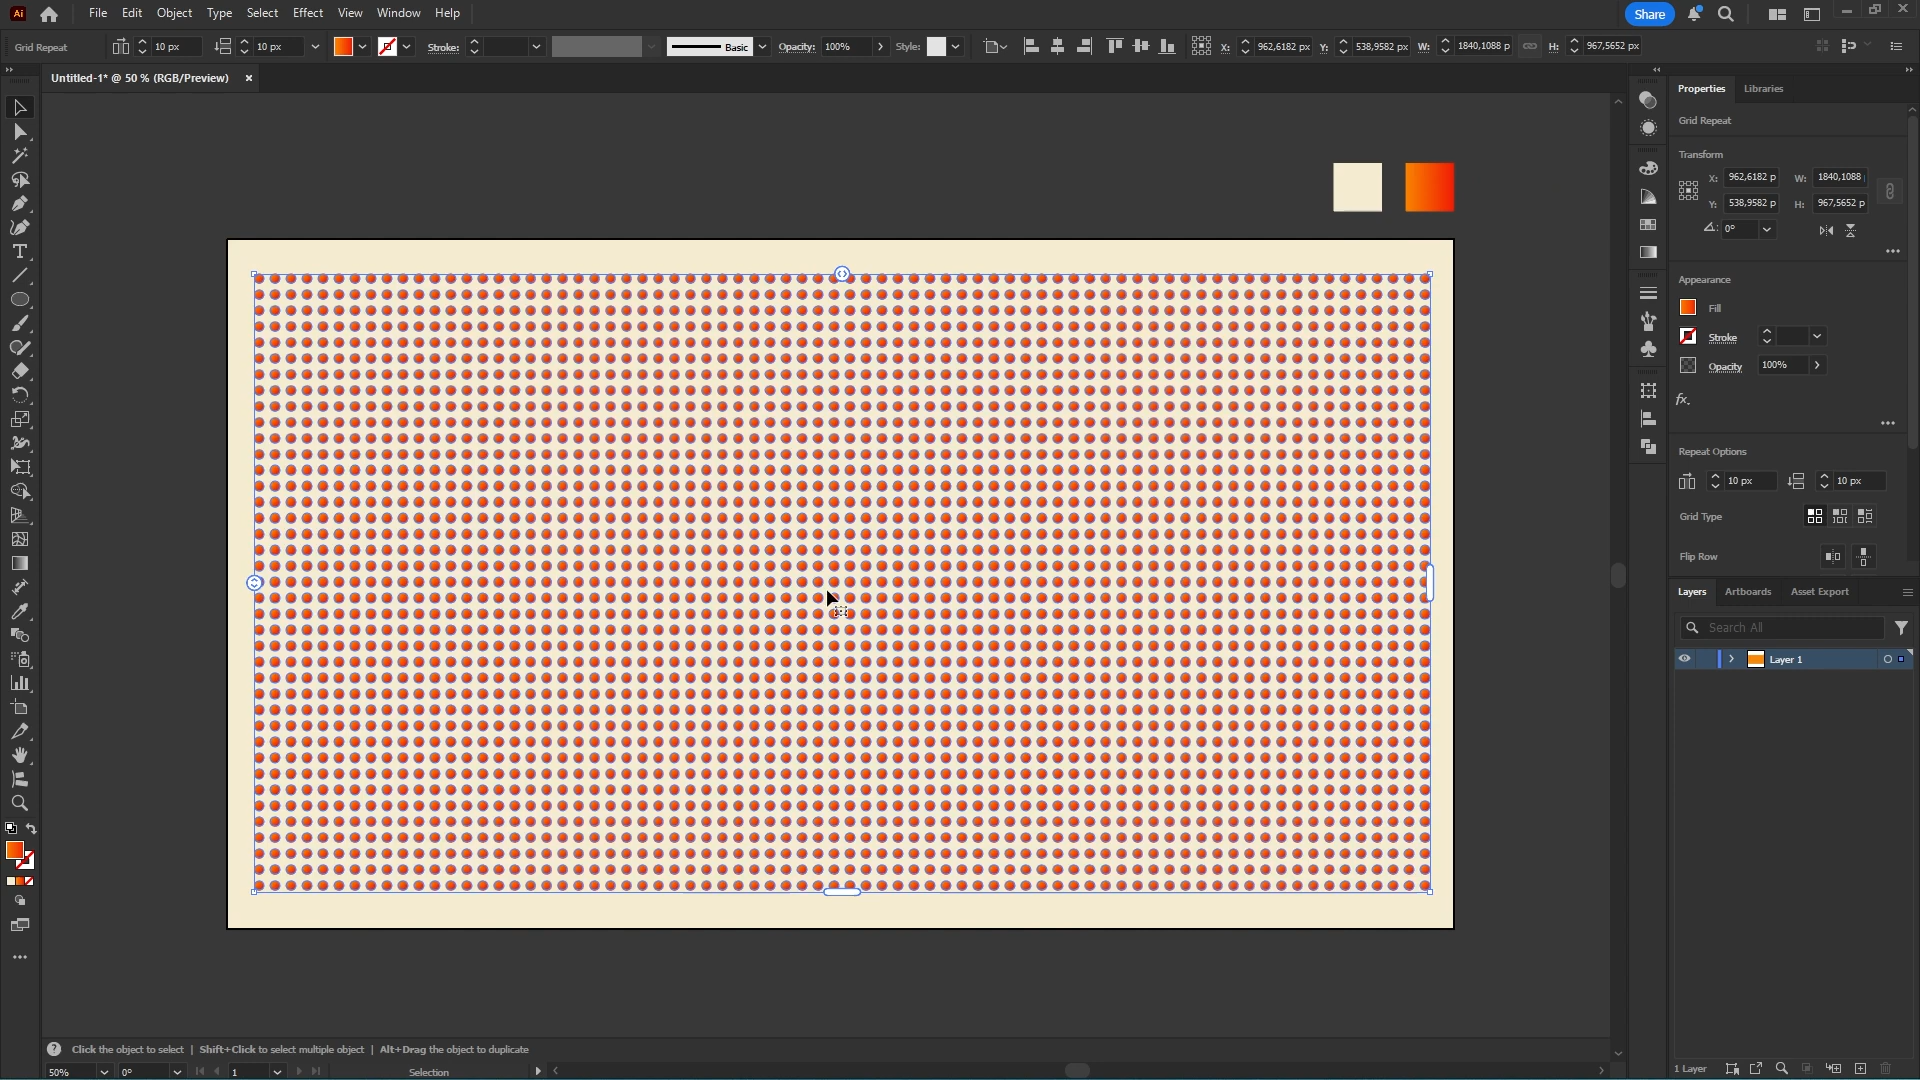 Ai File Edit Object Type Select Effect View Window Help Share
Grid Repeat 10 px 10 px Stroke: Basic Opacity: 100% Style: X: 962,6182 px Y: 538,9582 px W: 1840,1088 p H: 967,5652 px
Untitled-1* @ 50 % (RGB/Preview) ×
Properties Libraries
Grid Repeat
Transform
X: 962,6182 p W: 1840,1088
Y: 538,9582 p H: 967,5652 p
0°
Appearance
Fill
Stroke
Opacity 100%
fx.
Repeat Options
10 px 10 px
Grid Type
Flip Row
Layers Artboards Asset Export
Search All
Layer 1
Click the object to select | Shift+Click to select multiple object | Alt+Drag the object to duplicate
50% 0° 1 Selection
1 Layer